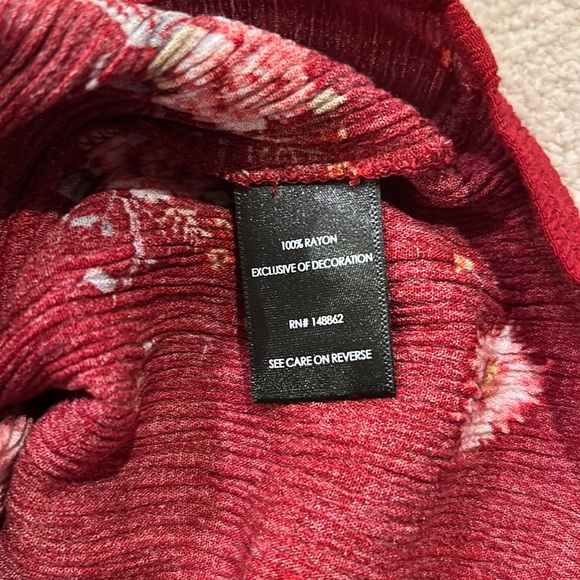 100% RAYON
EXCLUSIVE OF DECORATION
RN# 148862
SEE CARE ON REVERSE